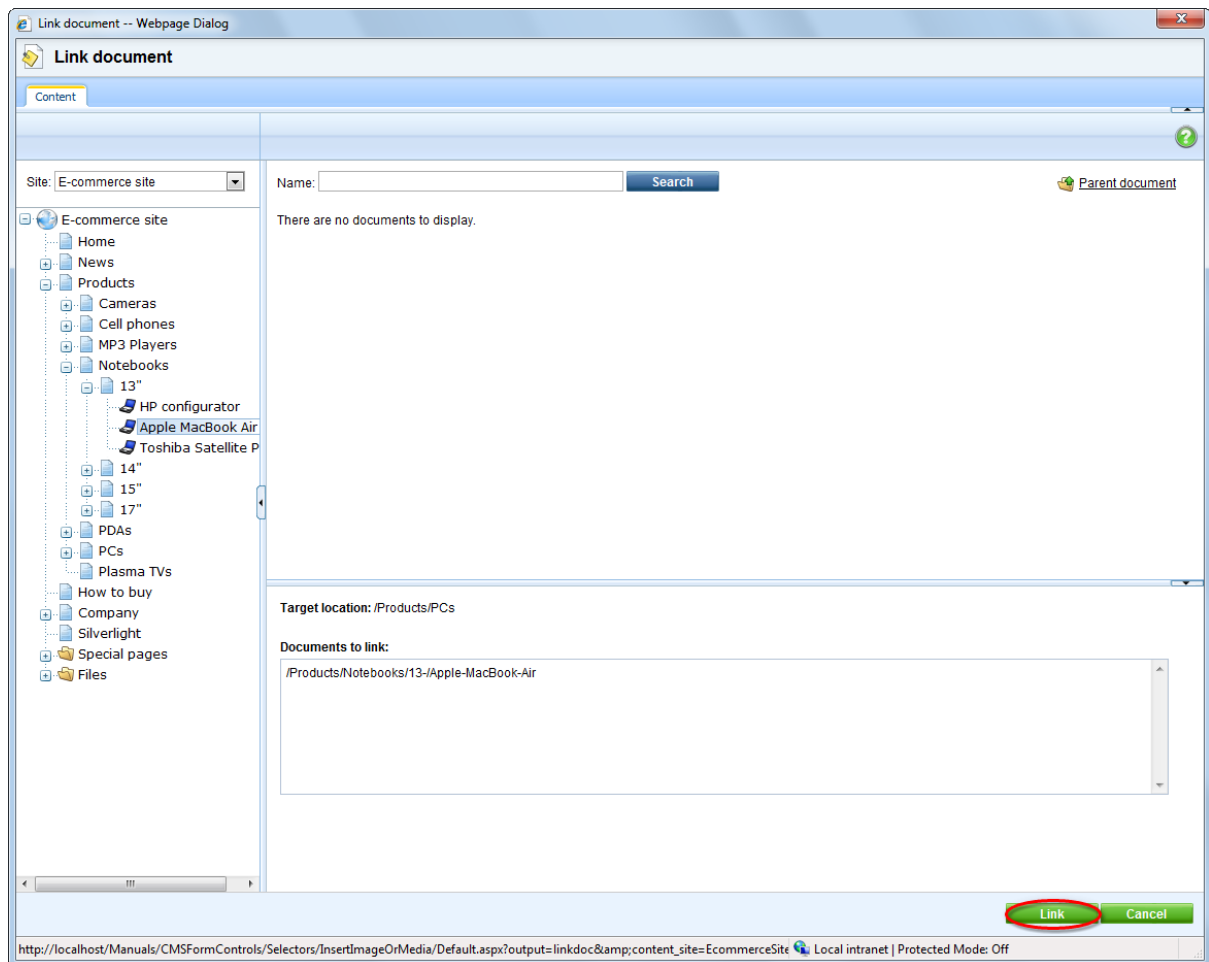 Link document -- Webpage Dialog
x
Link document
Content
?
Site: E-commerce site
Name: Search Parent document
There are no documents to display.
E-commerce site
Home
News
Products
Cameras
Cell phones
MP3 Players
Notebooks
13"
HP configurator
Apple MacBook Air
Toshiba Satellite P
14"
15"
17"
PDAs
PCs
Plasma TVs
How to buy
Company
Silverlight
Special pages
Files
Target location: /Products/PCs
Documents to link:
/Products/Notebooks/13-/Apple-MacBook-Air
Link Cancel
http://localhost/Manuals/CMSFormControls/Selectors/InsertImageOrMedia/Default.aspx?output=linkdoc&amp;content_site=EcommerceSite Local intranet | Protected Mode: Off